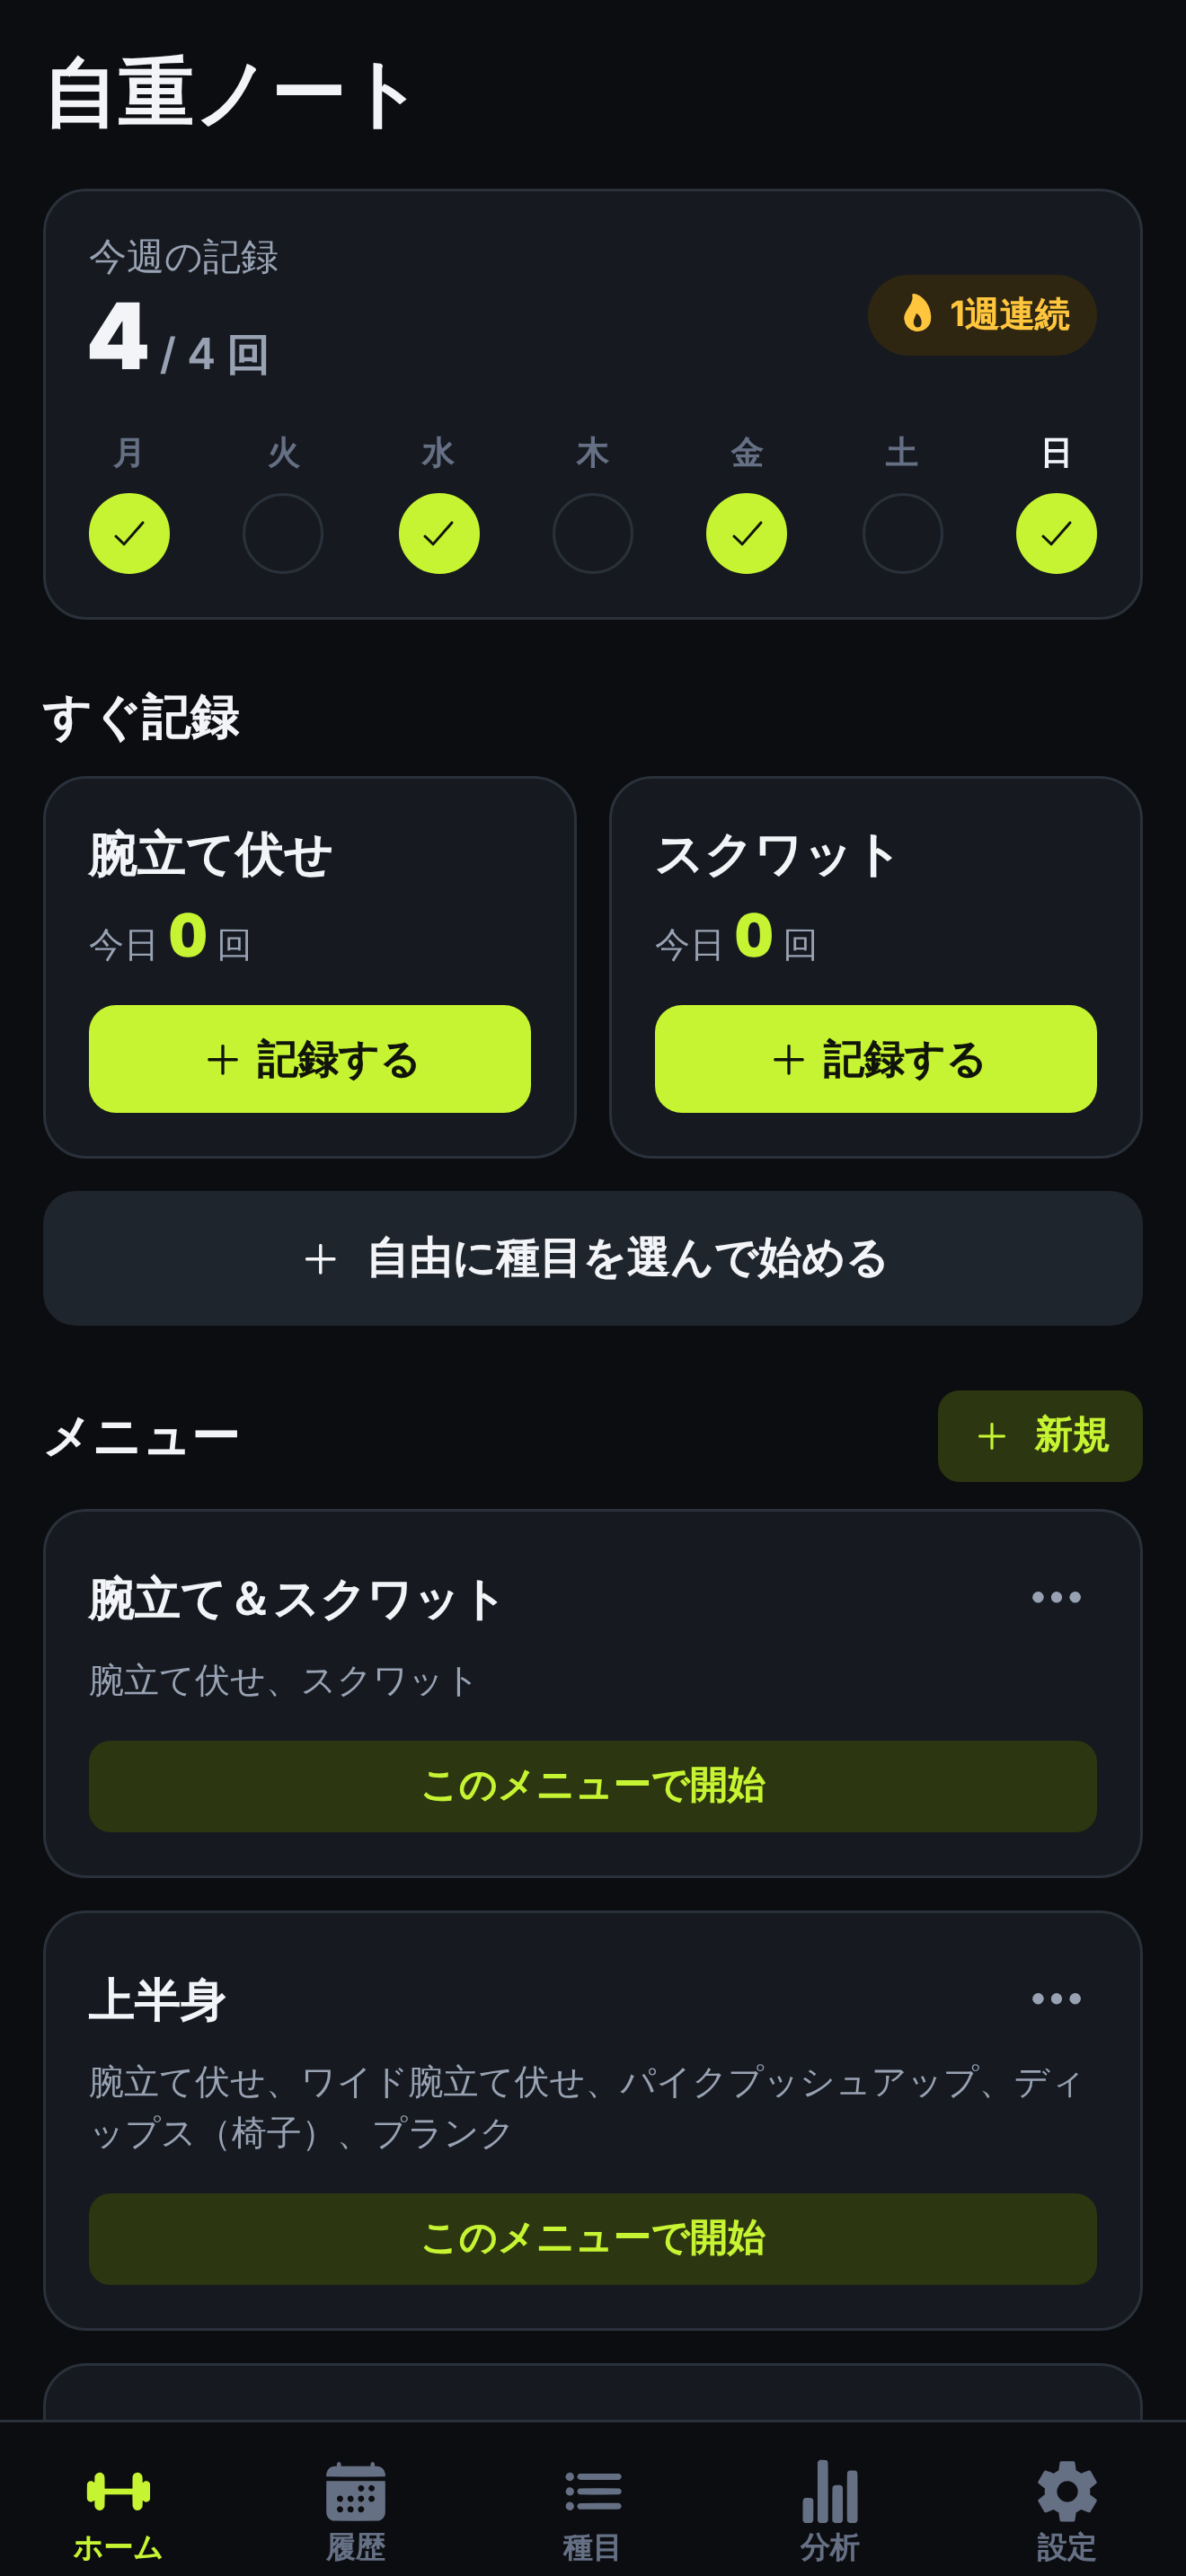 自重ノート
今週の記録
4 / 4 回
1週連続
月 火 水 木 金 土 日
すぐ記録
腕立て伏せ
今日 0 回
記録する
スクワット
今日 0 回
記録する
自由に種目を選んで始める
メニュー
新規
腕立て＆スクワット
腕立て伏せ、スクワット
このメニューで開始
上半身
腕立て伏せ、ワイド腕立て伏せ、パイクプッシュアップ、ディ
ップス（椅子）、プランク
このメニューで開始
ホーム 履歴 種目 分析 設定